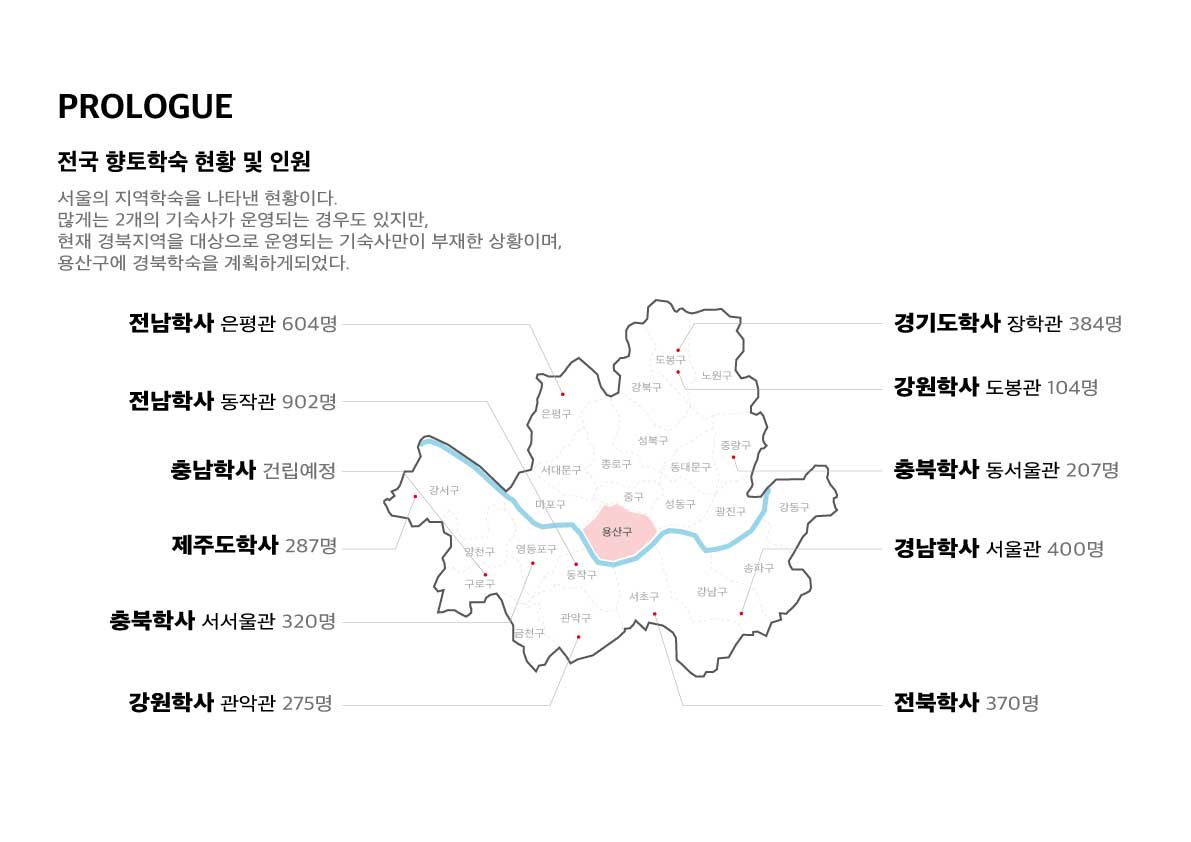 PROLOGUE
전국 향토학숙 현황 및 인원
서울의 지역학숙을 나타낸 현황이다.
많게는 2개의 기숙사가 운영되는 경우도 있지만,
현재 경북지역을 대상으로 운영되는 기숙사만이 부재한 상황이며,
용산구에 경북학숙을 계획하게되었다.
전남학사 은평관 604명
전남학사 동작관 902명
충남학사 건립예정
제주도학사 287명
충북학사 서서울관 320명
강원학사 관악관 275명
도봉구
노원구
강북구
은평구
성북구
중랑구
서대문구
종로구
동대문구
강서구
마포구
중구
성동구
광진구
강동구
용산구
양천구
영등포구
동작구
송파구
구로구
서초구
강남구
관악구
금천구
경기도학사 장학관 384명
강원학사 도봉관 104명
충북학사 동서울관 207명
경남학사 서울관 400명
전북학사 370명